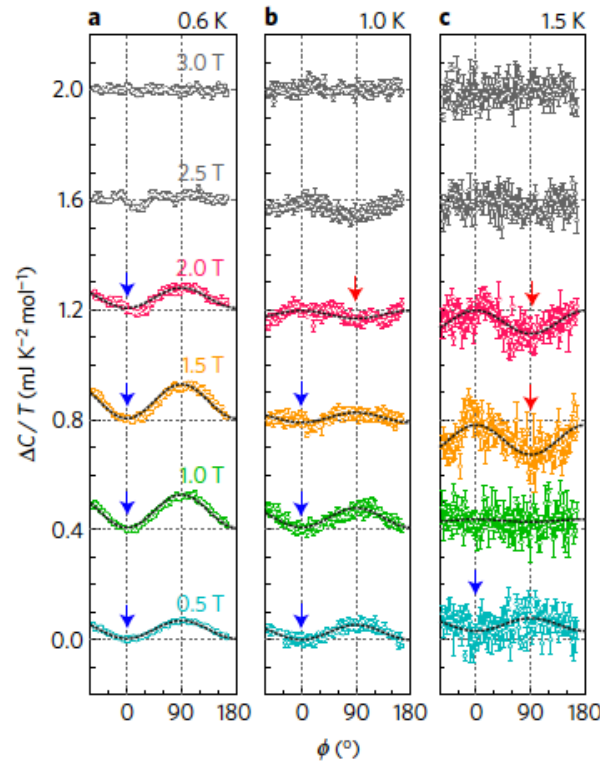 a 0.6 K b 1.0 K c 1.5 K
3.0 T
2.0
2.5 T
1.6
2.0 T
1.2
1.5 T
0.8
1.0 T
0.4
0.5 T
0.0
ΔC/T (mJ K⁻² mol⁻¹)
0 90 180 0 90 180 0 90 180
ϕ (°)